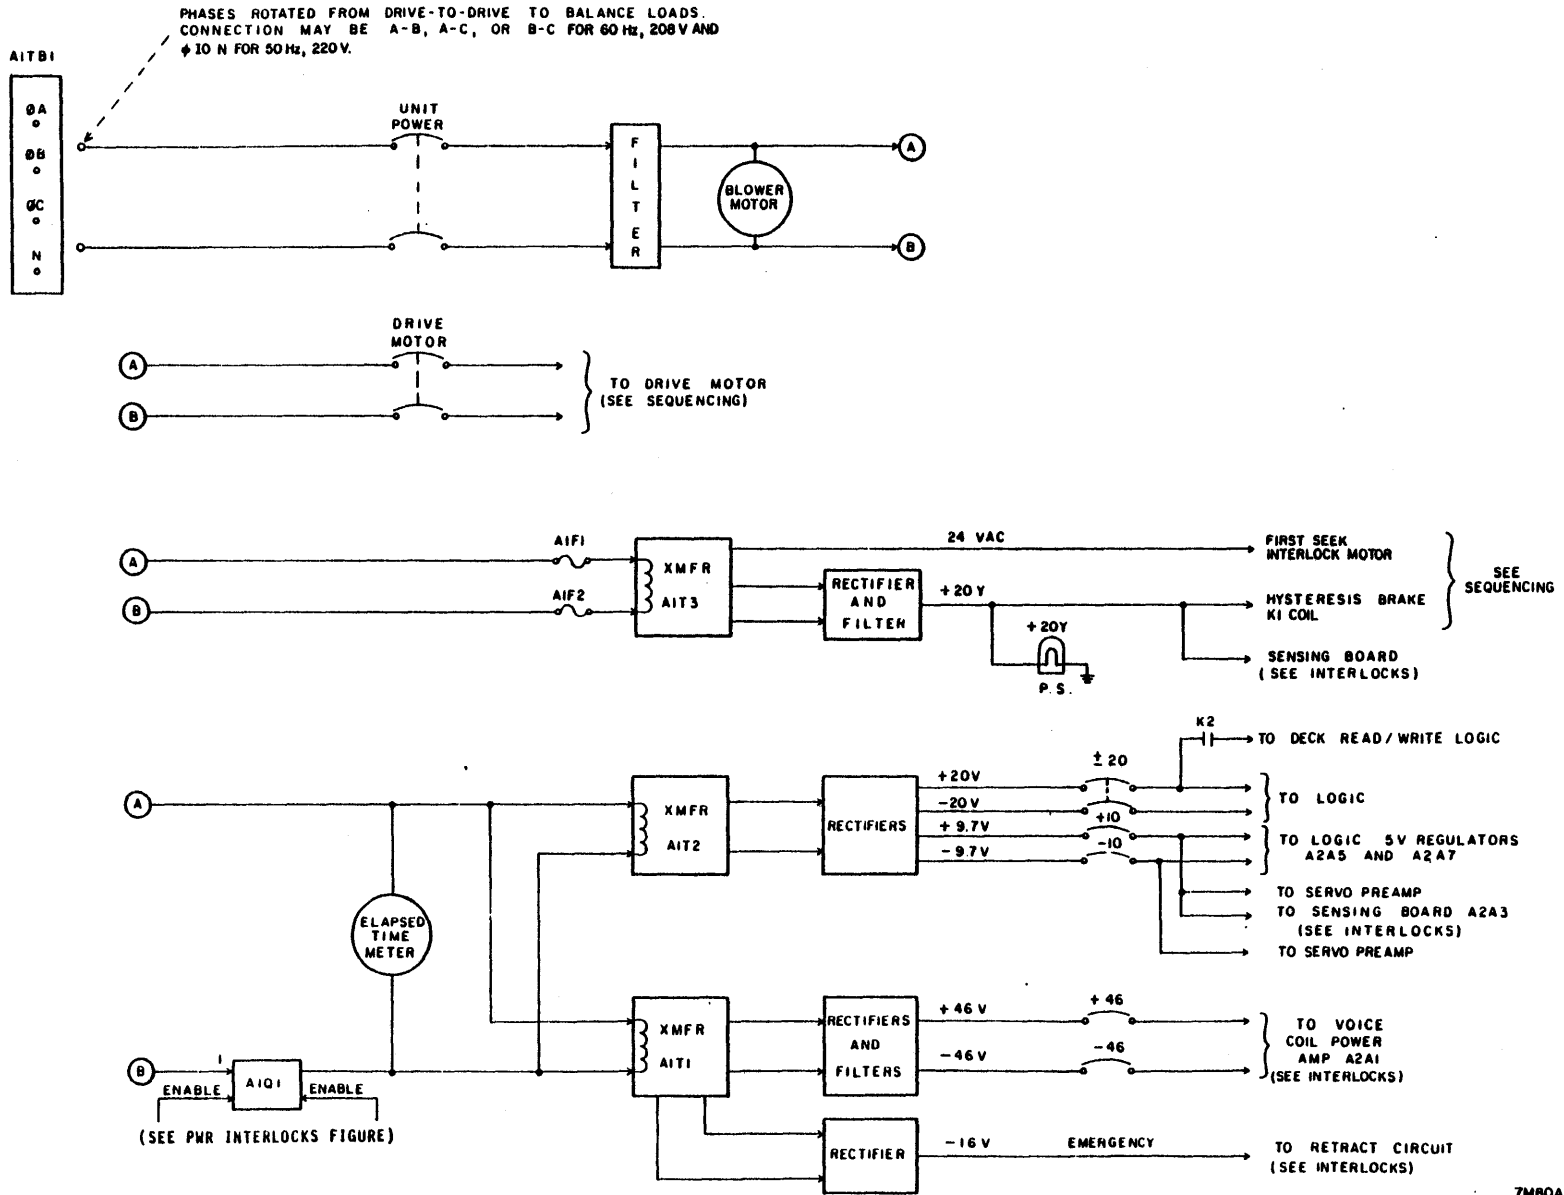 PHASES ROTATED FROM DRIVE-TO-DRIVE TO BALANCE LOADS.
CONNECTION MAY BE A-B, A-C, OR B-C FOR 60 Hz, 208 V AND
ϕ 10 N FOR 50 Hz, 220 V.
A1TB1
ØA
ØB
ØC
N
UNIT
POWER
FILTER
BLOWER
MOTOR
A
B
DRIVE
MOTOR
A
B
TO DRIVE MOTOR
(SEE SEQUENCING)
A
B
A1F1
A1F2
XMFR
A1T3
24 VAC
RECTIFIER
AND
FILTER
+20Y
+20Y
P.S.
FIRST SEEK
INTERLOCK MOTOR
HYSTERESIS BRAKE
K1 COIL
SEE
SEQUENCING
SENSING BOARD
(SEE INTERLOCKS)
K2
TO DECK READ/WRITE LOGIC
A
XMFR
A1T2
RECTIFIERS
+20V
-20V
+9.7V
-9.7V
±20
+10
-10
TO LOGIC
TO LOGIC 5V REGULATORS
A2A5 AND A2A7
TO SERVO PREAMP
TO SENSING BOARD A2A3
(SEE INTERLOCKS)
TO SERVO PREAMP
ELAPSED
TIME
METER
B
1
ENABLE
A1Q1
ENABLE
(SEE PWR INTERLOCKS FIGURE)
XMFR
A1T1
RECTIFIERS
AND
FILTERS
+46 V
-46V
+46
-46
TO VOICE
COIL POWER
AMP A2A1
(SEE INTERLOCKS)
RECTIFIER
-16 V
EMERGENCY
TO RETRACT CIRCUIT
(SEE INTERLOCKS)
7M80A